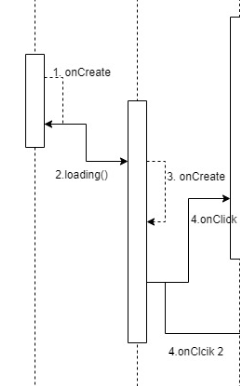 1. onCreate
2.loading()
3. onCreate
4.onClick
4.onClcik 2